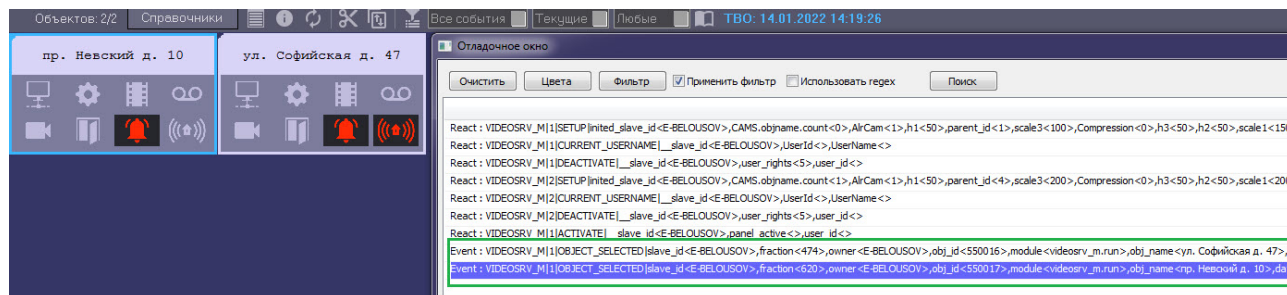 Объектов: 2/2 Справочники Все события Текущие Любые ТВО: 14.01.2022 14:19:26
пр. Невский д. 10 ул. Софийская д. 47
Отладочное окно
Очистить Цвета Фильтр Применить фильтр Использовать regex Поиск
React : VIDEOSRV_M|1|SETUP|inited_slave_id<E-BELOUSOV>,CAMS.objname.count<0>,AlrCam<1>,h1<50>,parent_id<1>,scale3<100>,Compression<0>,h3<50>,h2<50>,scale1<150
React : VIDEOSRV_M|1|CURRENT_USERNAME|__slave_id<E-BELOUSOV>,UserId<>,UserName<>
React : VIDEOSRV_M|1|DEACTIVATE|__slave_id<E-BELOUSOV>,user_rights<5>,user_id<>
React : VIDEOSRV_M|2|SETUP|inited_slave_id<E-BELOUSOV>,CAMS.objname.count<1>,AlrCam<1>,h1<50>,parent_id<4>,scale3<200>,Compression<0>,h3<50>,h2<50>,scale1<200
React : VIDEOSRV_M|2|CURRENT_USERNAME|__slave_id<E-BELOUSOV>,UserId<>,UserName<>
React : VIDEOSRV_M|2|DEACTIVATE|__slave_id<E-BELOUSOV>,user_rights<5>,user_id<>
React : VIDEOSRV_M|1|ACTIVATE|__slave_id<E-BELOUSOV>,panel_active<>,user_id<>
Event : VIDEOSRV_M|1|OBJECT_SELECTED|slave_id<E-BELOUSOV>,fraction<474>,owner<E-BELOUSOV>,obj_id<550016>,module<videosrv_m.run>,obj_name<ул. Софийская д. 47>,
Event : VIDEOSRV_M|1|OBJECT_SELECTED|slave_id<E-BELOUSOV>,fraction<620>,owner<E-BELOUSOV>,obj_id<550017>,module<videosrv_m.run>,obj_name<пр. Невский д. 10>,da